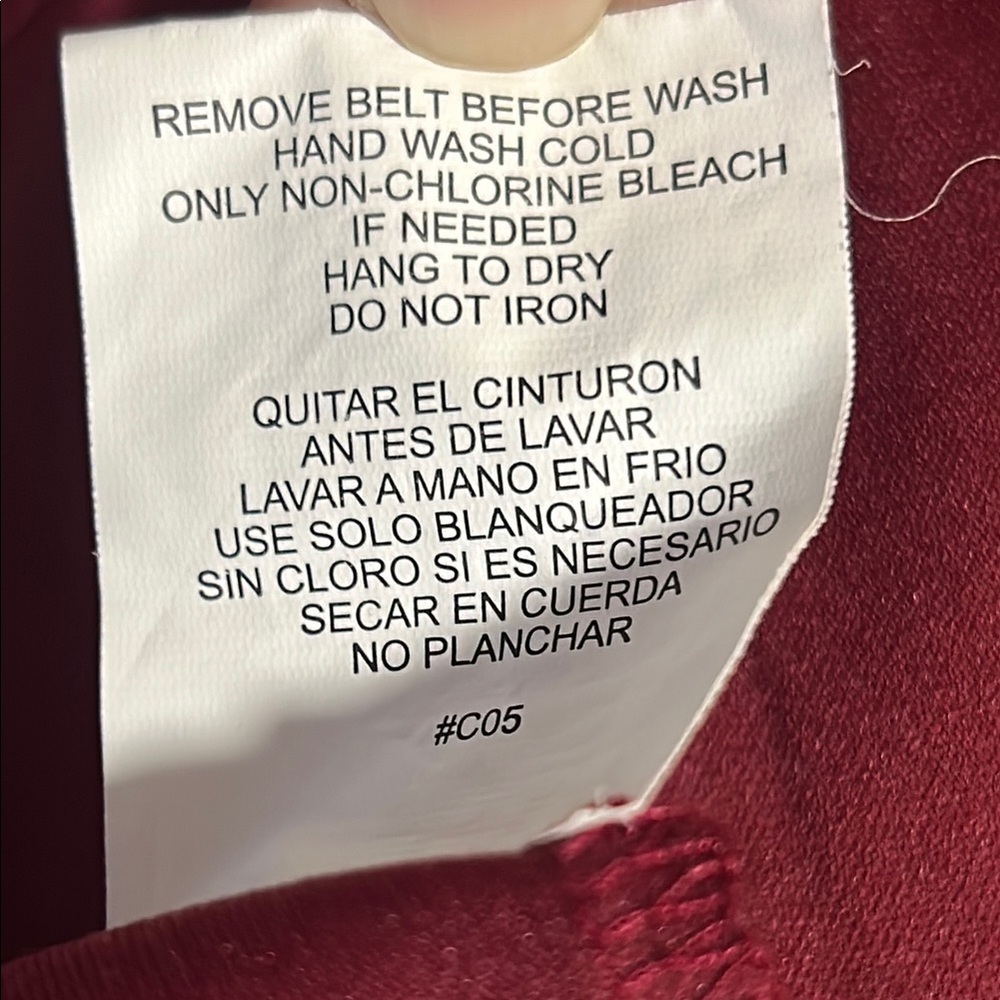 REMOVE BELT BEFORE WASH
HAND WASH COLD
ONLY NON-CHLORINE BLEACH
IF NEEDED
HANG TO DRY
DO NOT IRON
QUITAR EL CINTURON
ANTES DE LAVAR
LAVAR A MANO EN FRIO
USE SOLO BLANQUEADOR
SiN CLORO SI ES NECESARIO
SECAR EN CUERDA
NO PLANCHAR
#C05